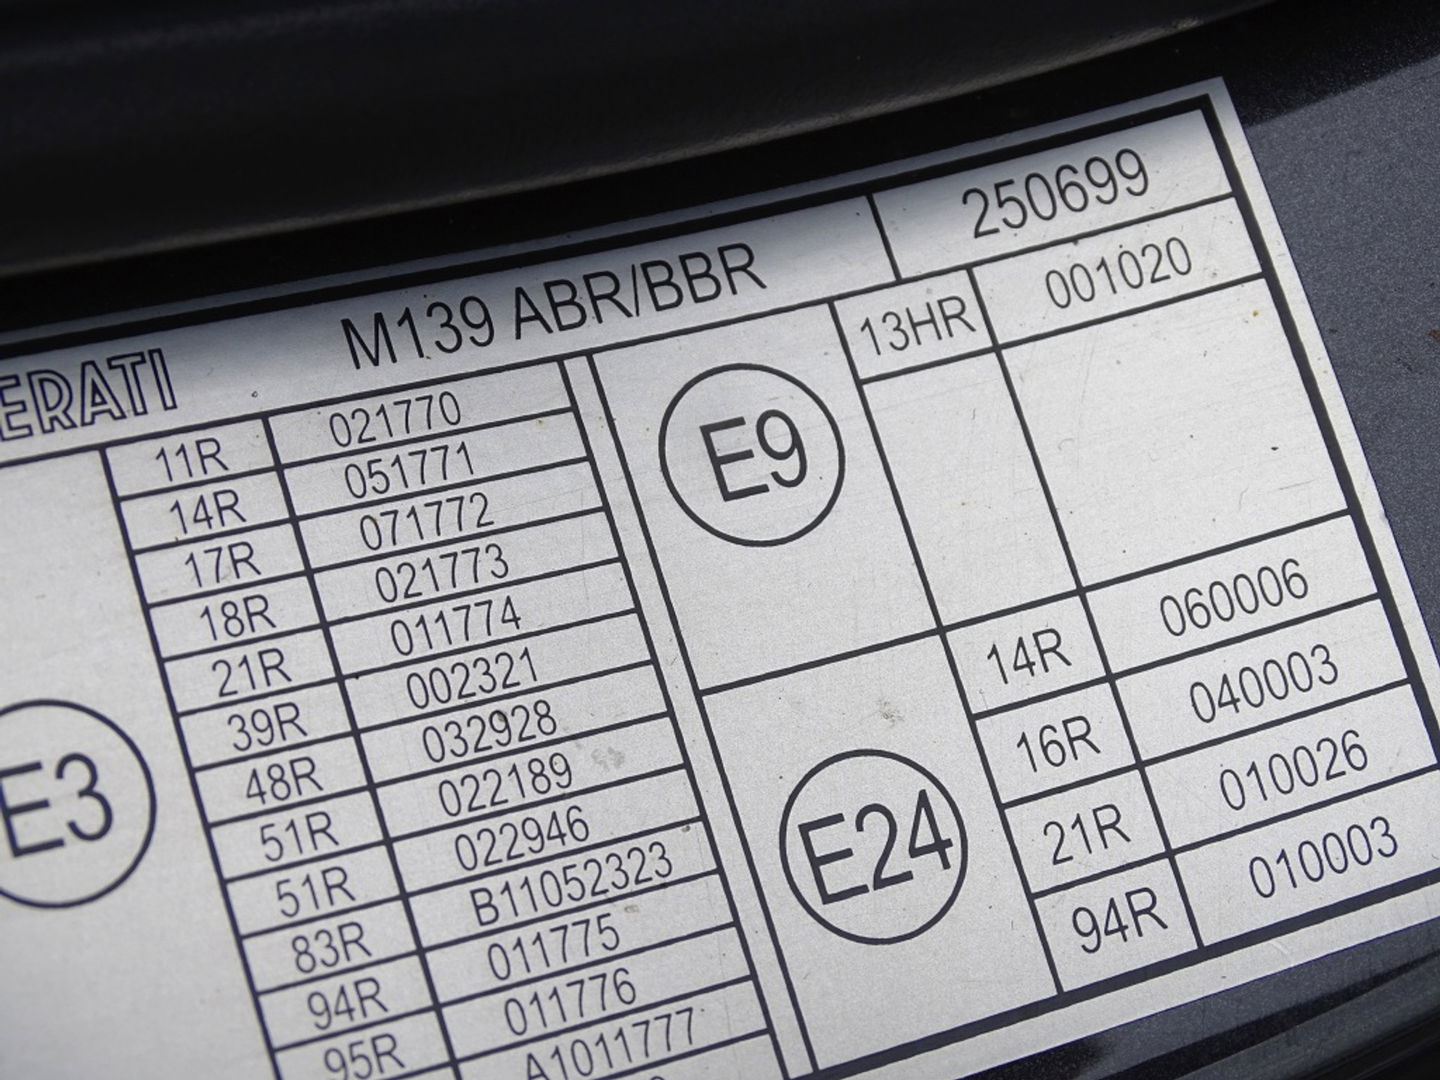 ERATI M139 ABR/BBR 250699
E3
11R 021770
14R 051771
17R 071772
18R 021773
21R 011774
39R 002321
48R 032928
51R 022189
51R 022946
83R B11052323
94R 011775
95R 011776
A1011777
E9
13HR 001020
E24
14R 060006
16R 040003
21R 010026
94R 010003